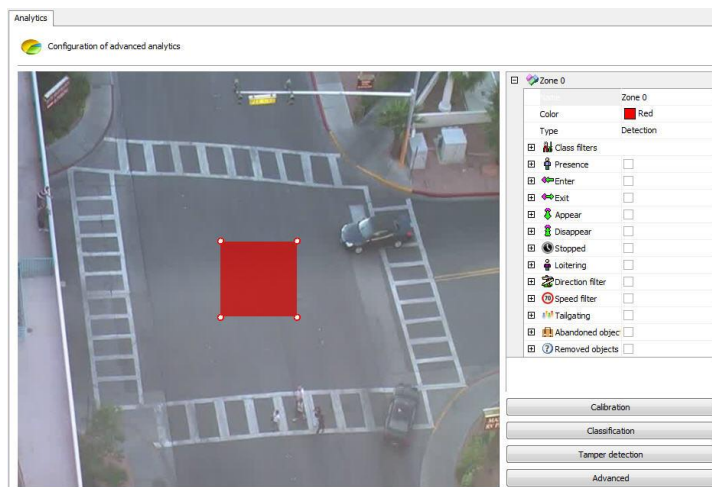 Analytics
Configuration of advanced analytics
Zone 0
Zone 0
Color Red
Type Detection
Class filters
Presence
Enter
Exit
Appear
Disappear
Stopped
Loitering
Direction filter
70 Speed filter
Tailgating
Abandoned objec
? Removed objects
Calibration
Classification
Tamper detection
Advanced